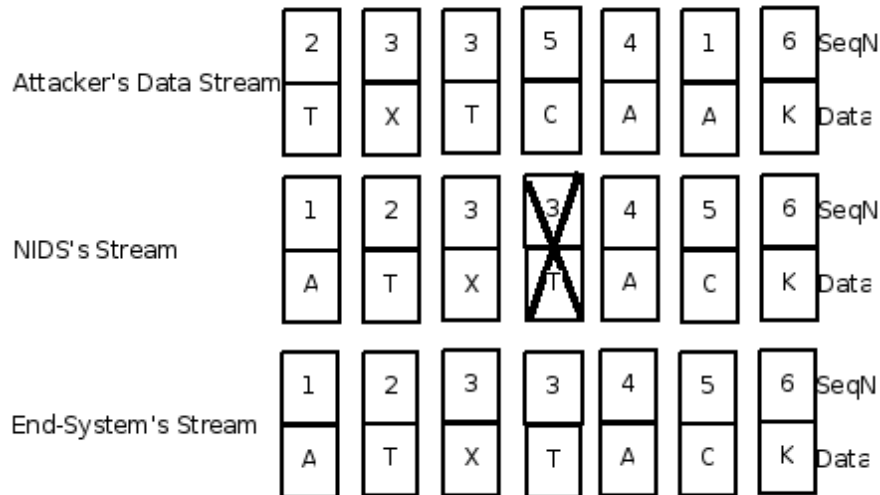 2 3 3 5 4 1 6 SeqN
Attacker's Data Stream
T X T C A A K Data
1 2 3 3 4 5 6 SeqN
NIDS's Stream
A T X T A C K Data
1 2 3 3 4 5 6 SeqN
End-System's Stream
A T X T A C K Data